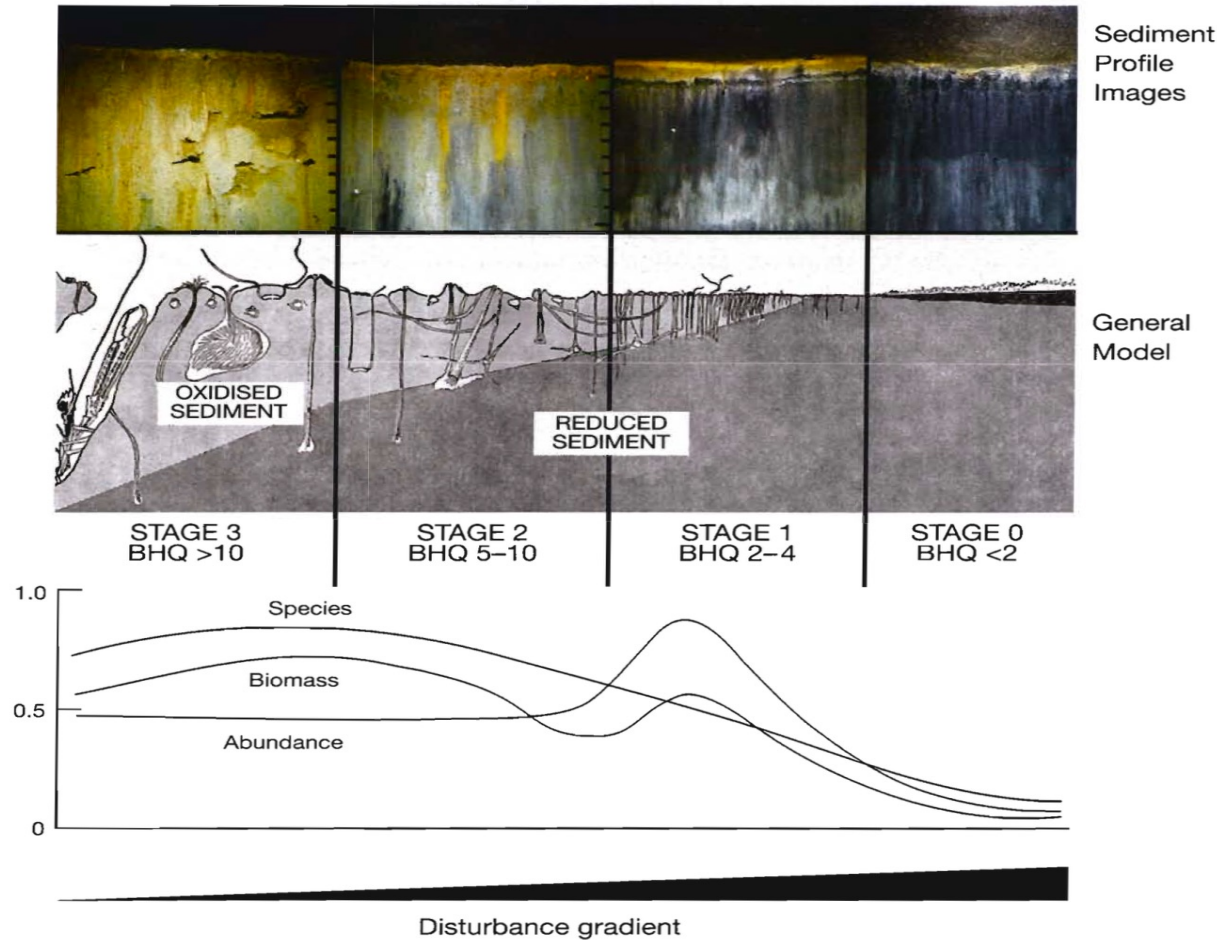 Sediment
Profile
Images
General
Model
OXIDISED
SEDIMENT
REDUCED
SEDIMENT
STAGE 3
BHQ >10
STAGE 2
BHQ 5–10
STAGE 1
BHQ 2–4
STAGE 0
BHQ <2
1.0
Species
Biomass
0.5
Abundance
0
Disturbance gradient